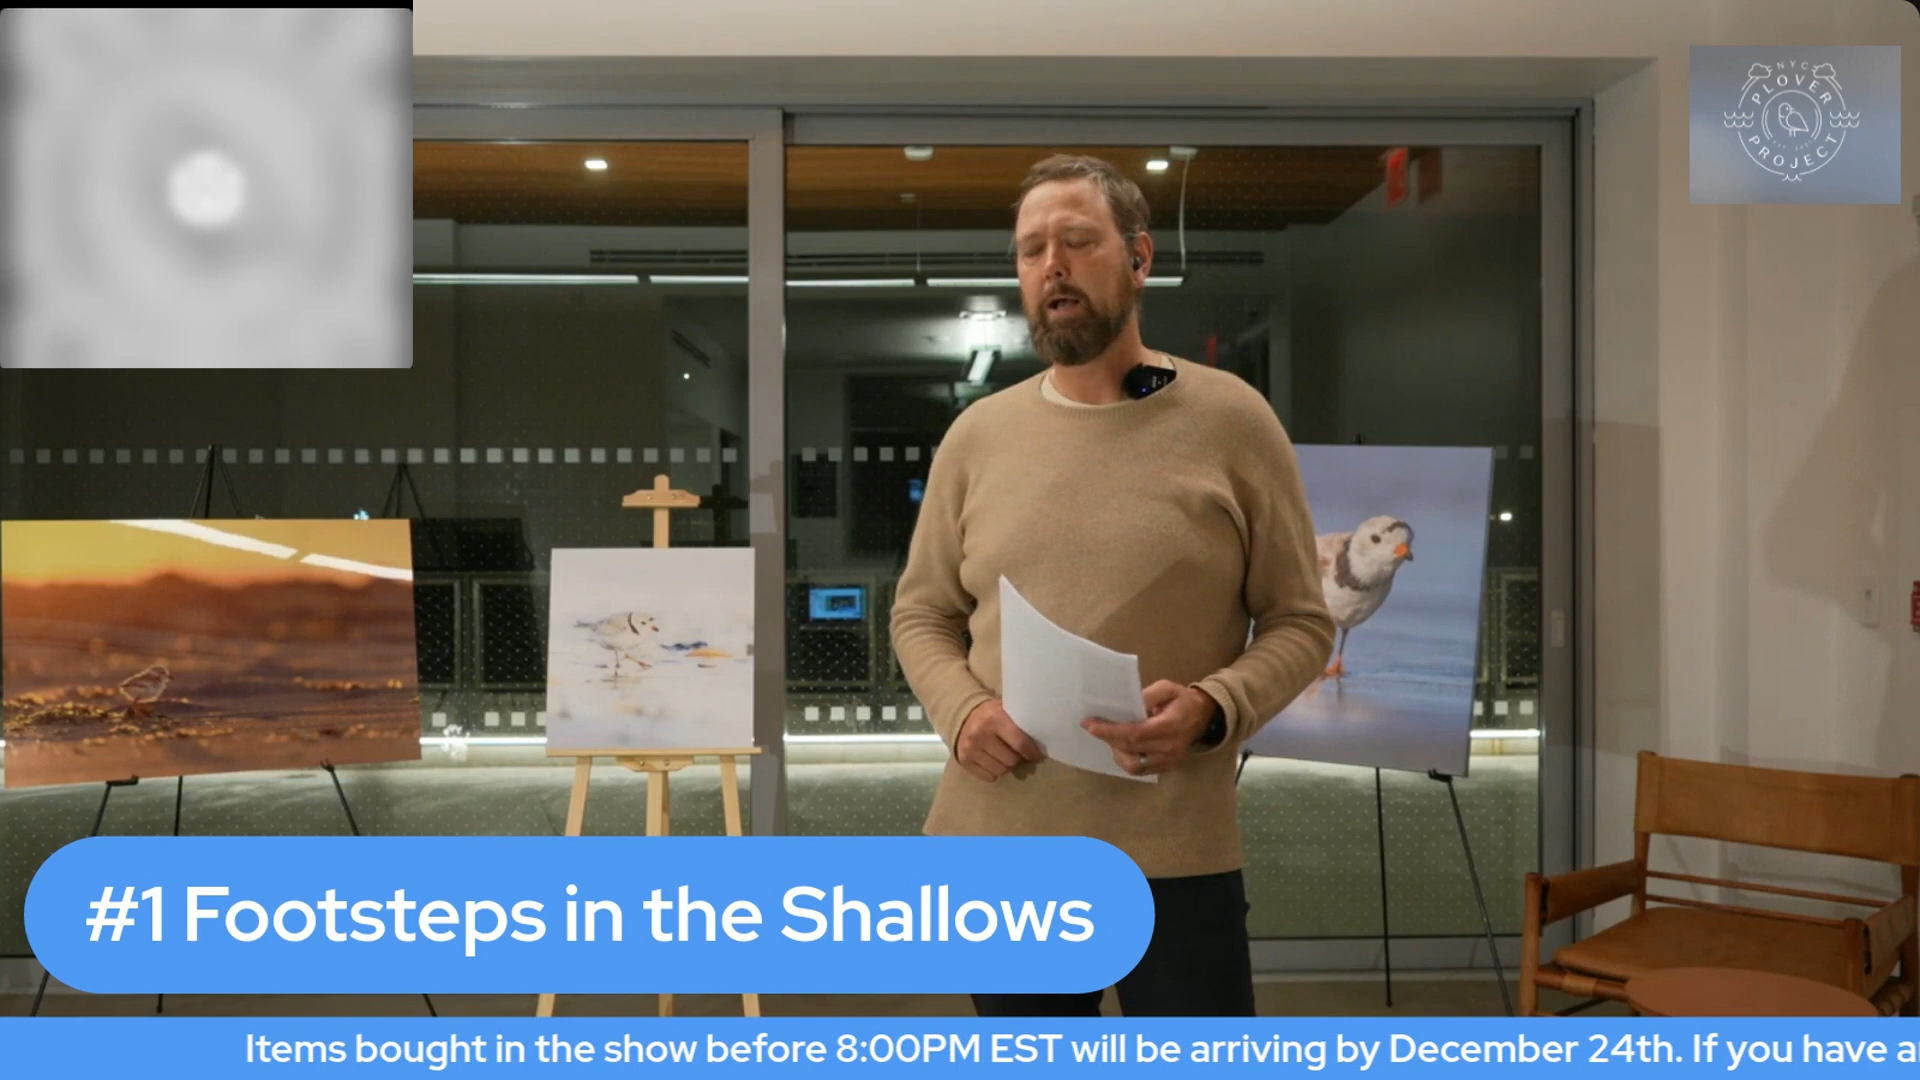 NYC
PLOVER
PROJECT
#1 Footsteps in the Shallows
Items bought in the show before 8:00PM EST will be arriving by December 24th. If you have